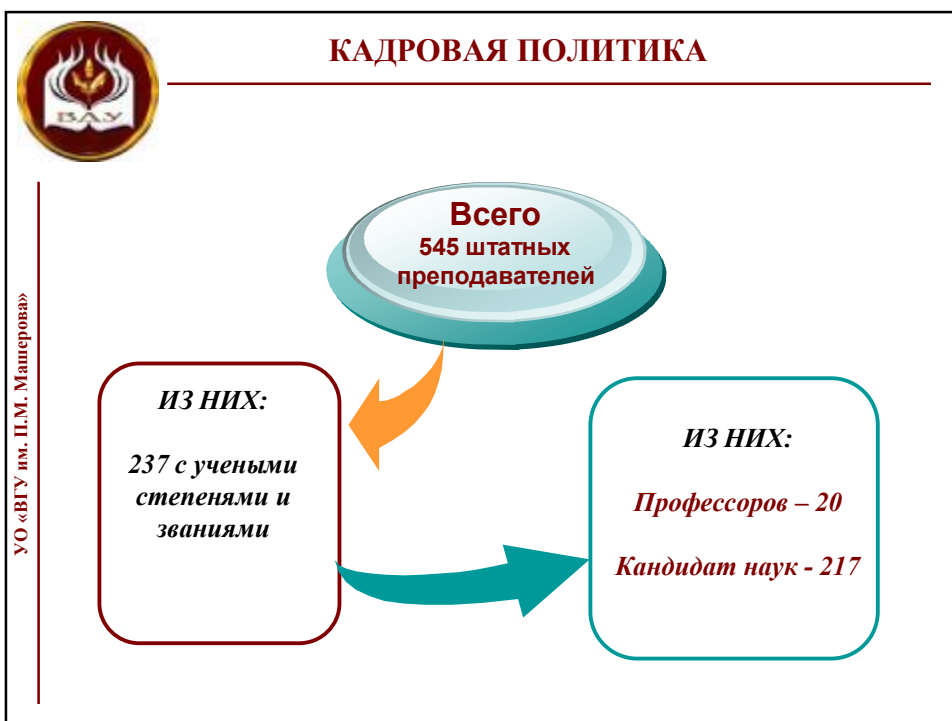 КАДРОВАЯ ПОЛИТИКА
ВДУ
УО «ВГУ им. П.М. Машерова»
Всего
545 штатных
преподавателей
ИЗ НИХ:
237 с учеными
степенями и
званиями
ИЗ НИХ:
Профессоров – 20
Кандидат наук - 217